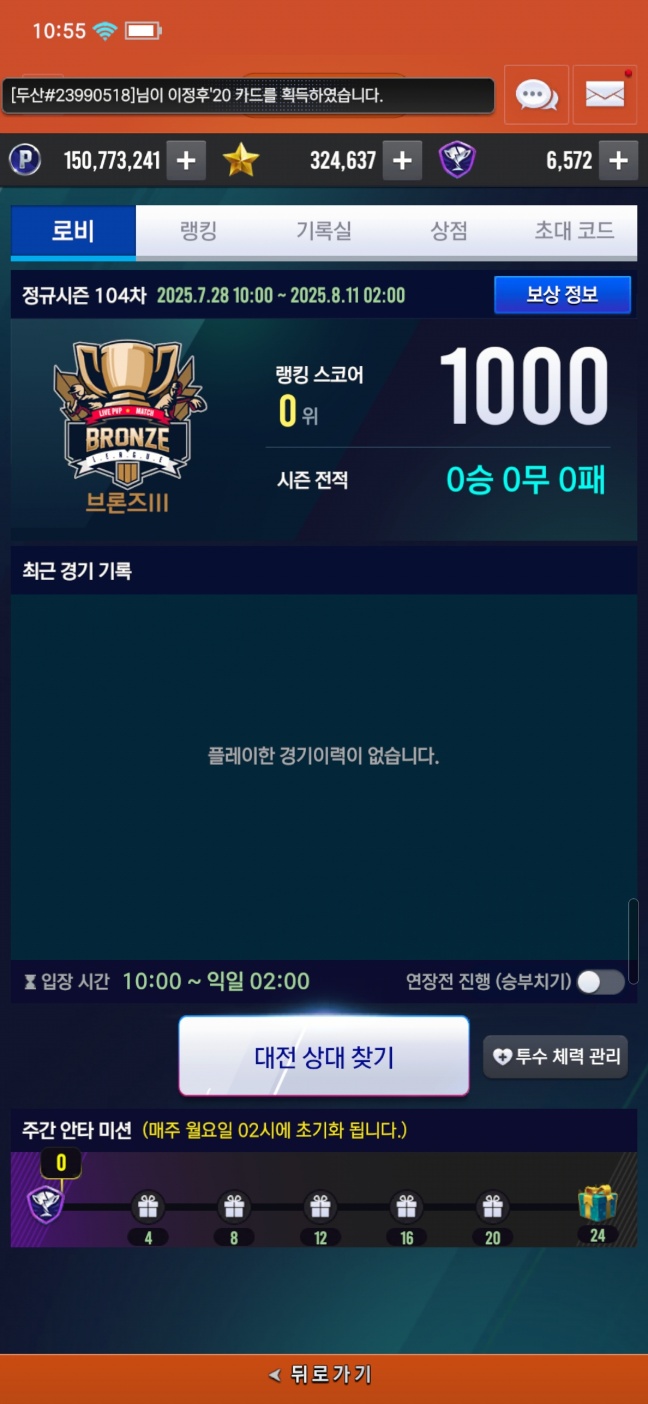 10:55
[두산#23990518]님이 이정후'20 카드를 획득하였습니다.
P 150,773,241 + 324,637 + 6,572 +
로비 랭킹 기록실 상점 초대 코드
정규시즌 104차 2025.7.28 10:00 ~ 2025.8.11 02:00 보상 정보
LIVE PVP ★ MATCH
BRONZE
L.E.A.G.U.E
III
브론즈III
랭킹 스코어 1000
0 위
시즌 전적 0승 0무 0패
최근 경기 기록
플레이한 경기이력이 없습니다.
입장 시간 10:00 ~ 익일 02:00 연장전 진행 (승부치기)
대전 상대 찾기 투수 체력 관리
주간 안타 미션 (매주 월요일 02시에 초기화 됩니다.)
0
4 8 12 16 20 24
뒤로가기